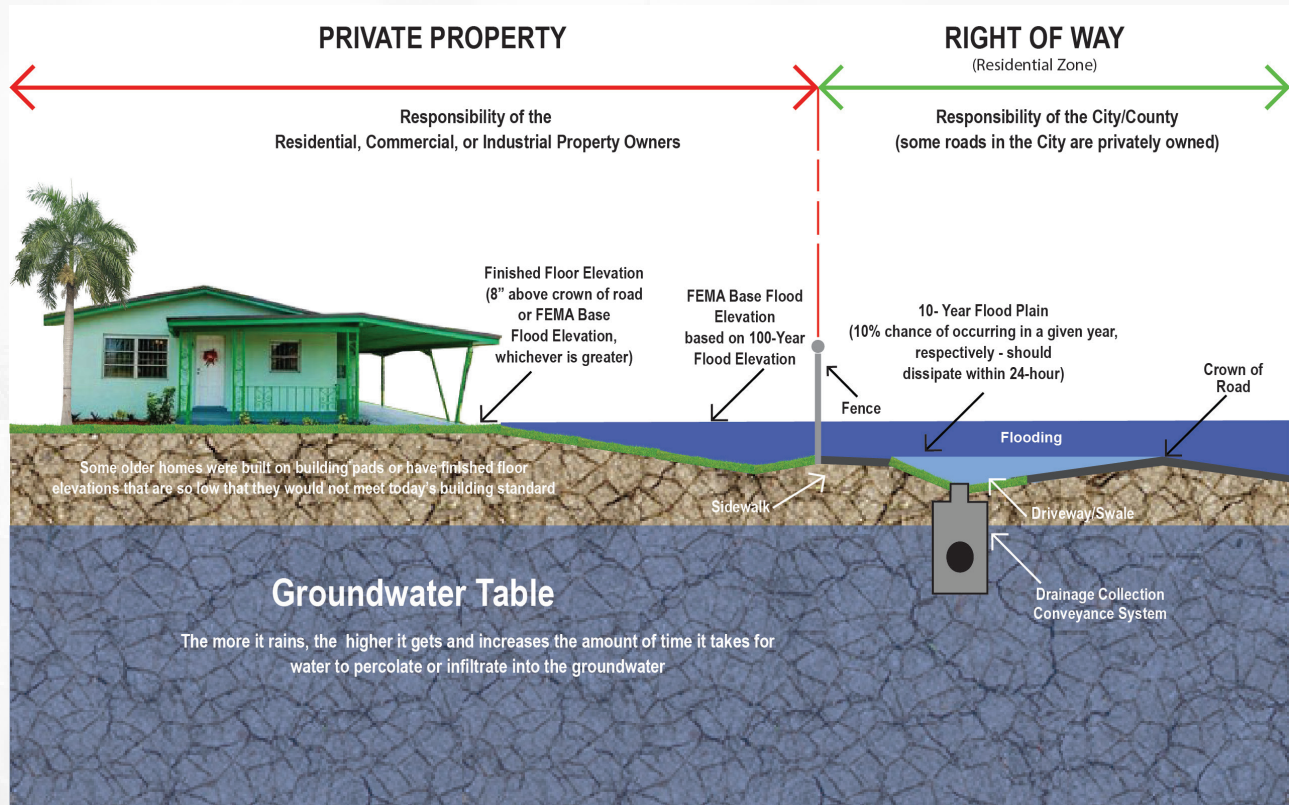 PRIVATE PROPERTY
Responsibility of the
Residential, Commercial, or Industrial Property Owners
RIGHT OF WAY
(Residential Zone)
Responsibility of the City/County
(some roads in the City are privately owned)
Finished Floor Elevation
(8” above crown of road
or FEMA Base
Flood Elevation,
whichever is greater)
FEMA Base Flood
Elevation
based on 100-Year
Flood Elevation
Fence
10- Year Flood Plain
(10% chance of occurring in a given year,
respectively - should
dissipate within 24-hour)
Crown of
Road
Flooding
Some older homes were built on building pads or have finished floor
elevations that are so low that they would not meet today’s building standard
Sidewalk
Driveway/Swale
Drainage Collection
Conveyance System
Groundwater Table
The more it rains, the higher it gets and increases the amount of time it takes for
water to percolate or infiltrate into the groundwater